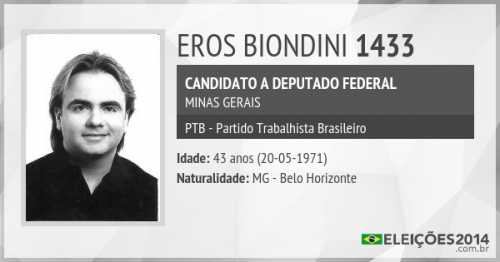 EROS BIONDINI 1433
CANDIDATO A DEPUTADO FEDERAL
MINAS GERAIS
PTB - Partido Trabalhista Brasileiro
Idade: 43 anos (20-05-1971)
Naturalidade: MG - Belo Horizonte
ELEIÇÕES2014
.com.br